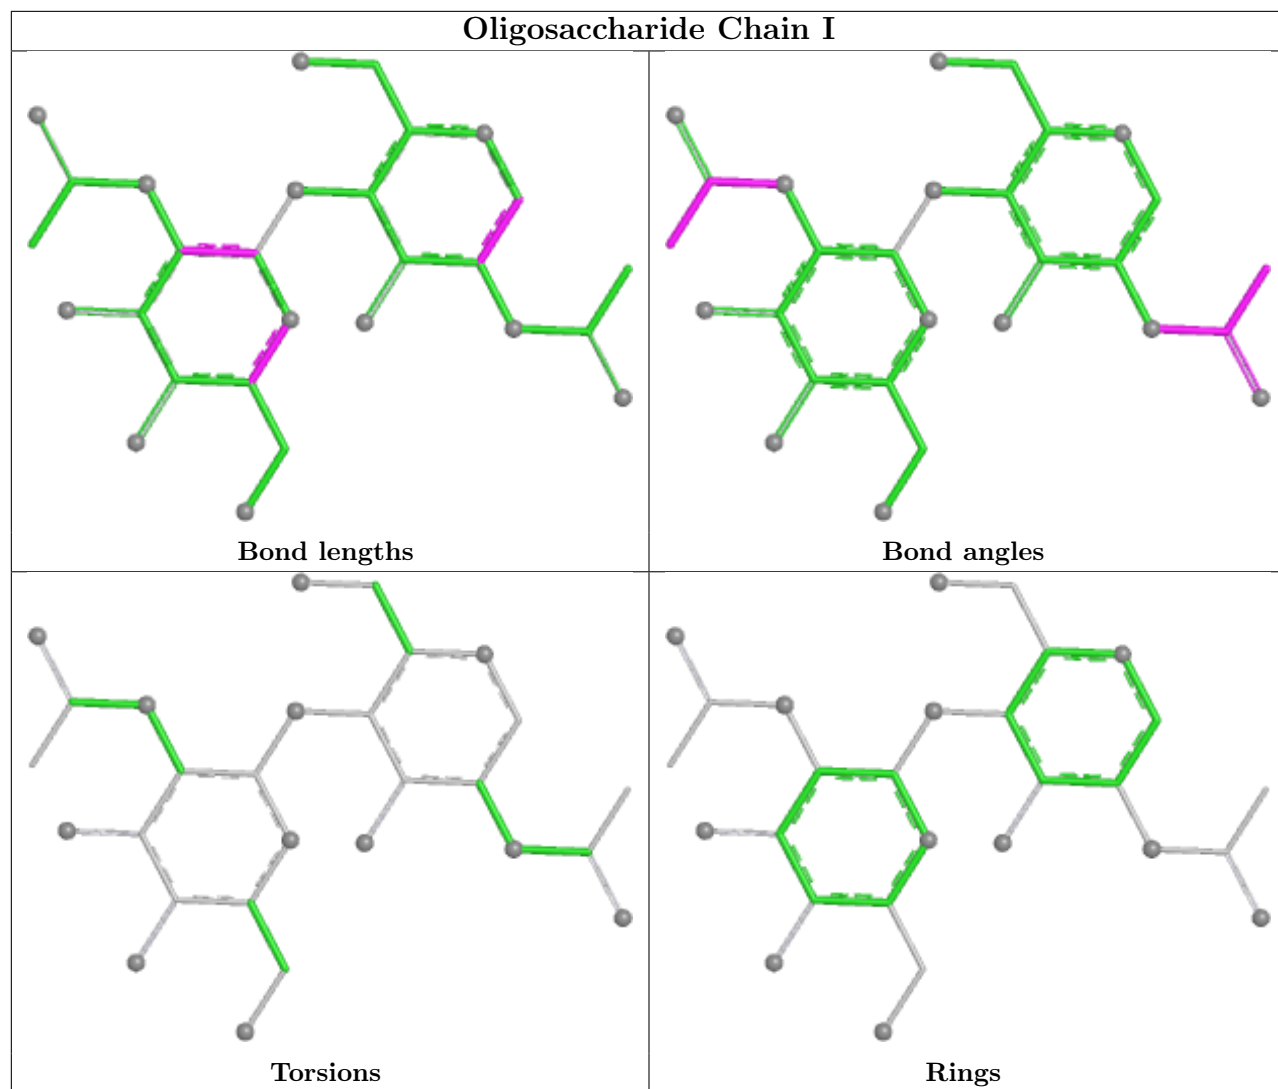 Oligosaccharide Chain I
Bond lengths
Bond angles
Torsions
Rings